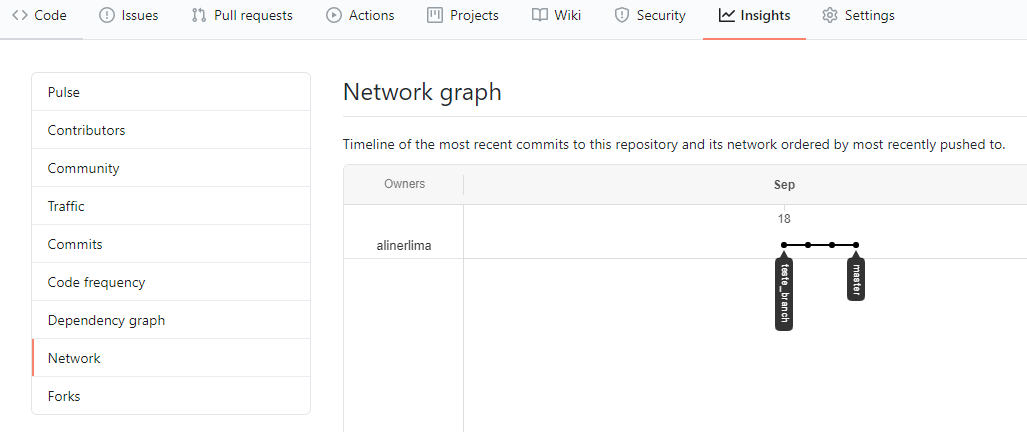 Code Issues Pull requests Actions Projects Wiki Security Insights Settings
Pulse
Contributors
Community
Traffic
Commits
Code frequency
Dependency graph
Network
Forks
Network graph
Timeline of the most recent commits to this repository and its network ordered by most recently pushed to.
Owners Sep
18
alinerlima
teste_branch
master